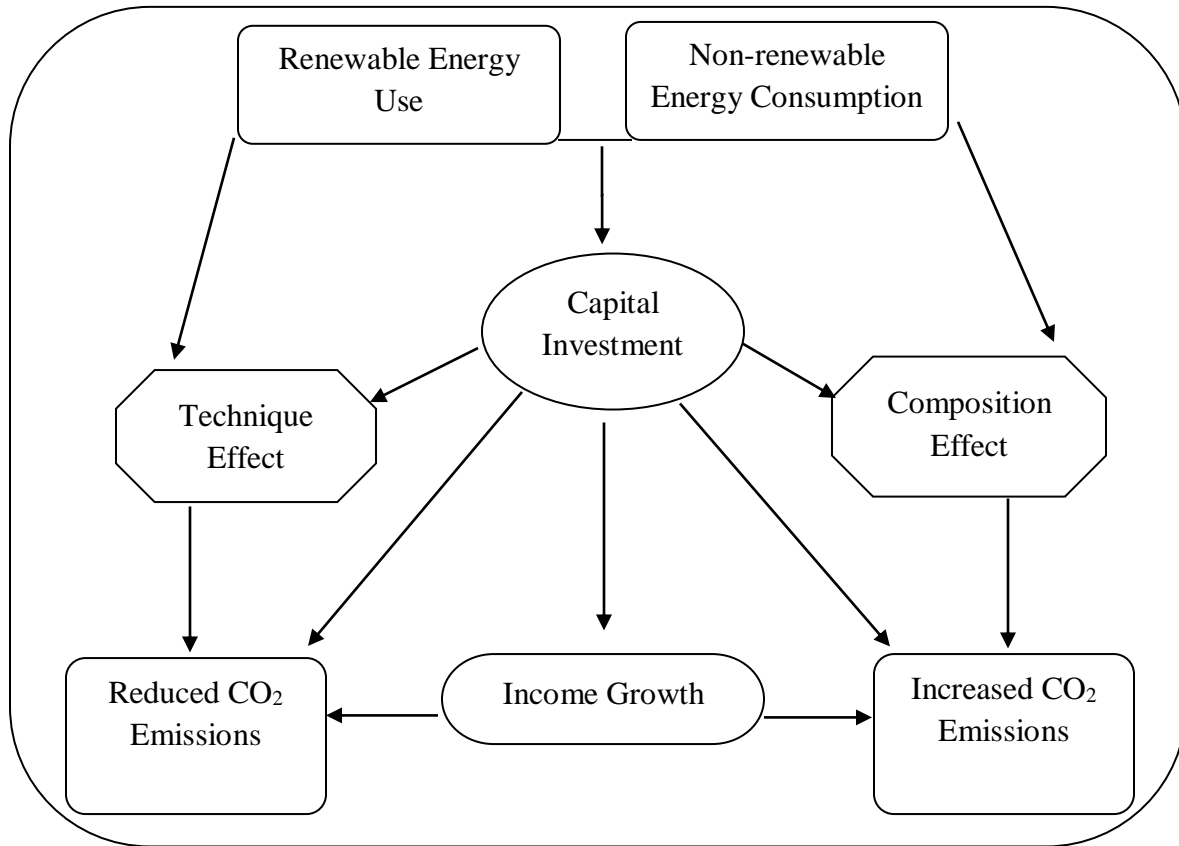 Renewable Energy
Use
Non-renewable
Energy Consumption
Capital
Investment
Technique
Effect
Composition
Effect
Reduced CO₂
Emissions
Income Growth
Increased CO₂
Emissions